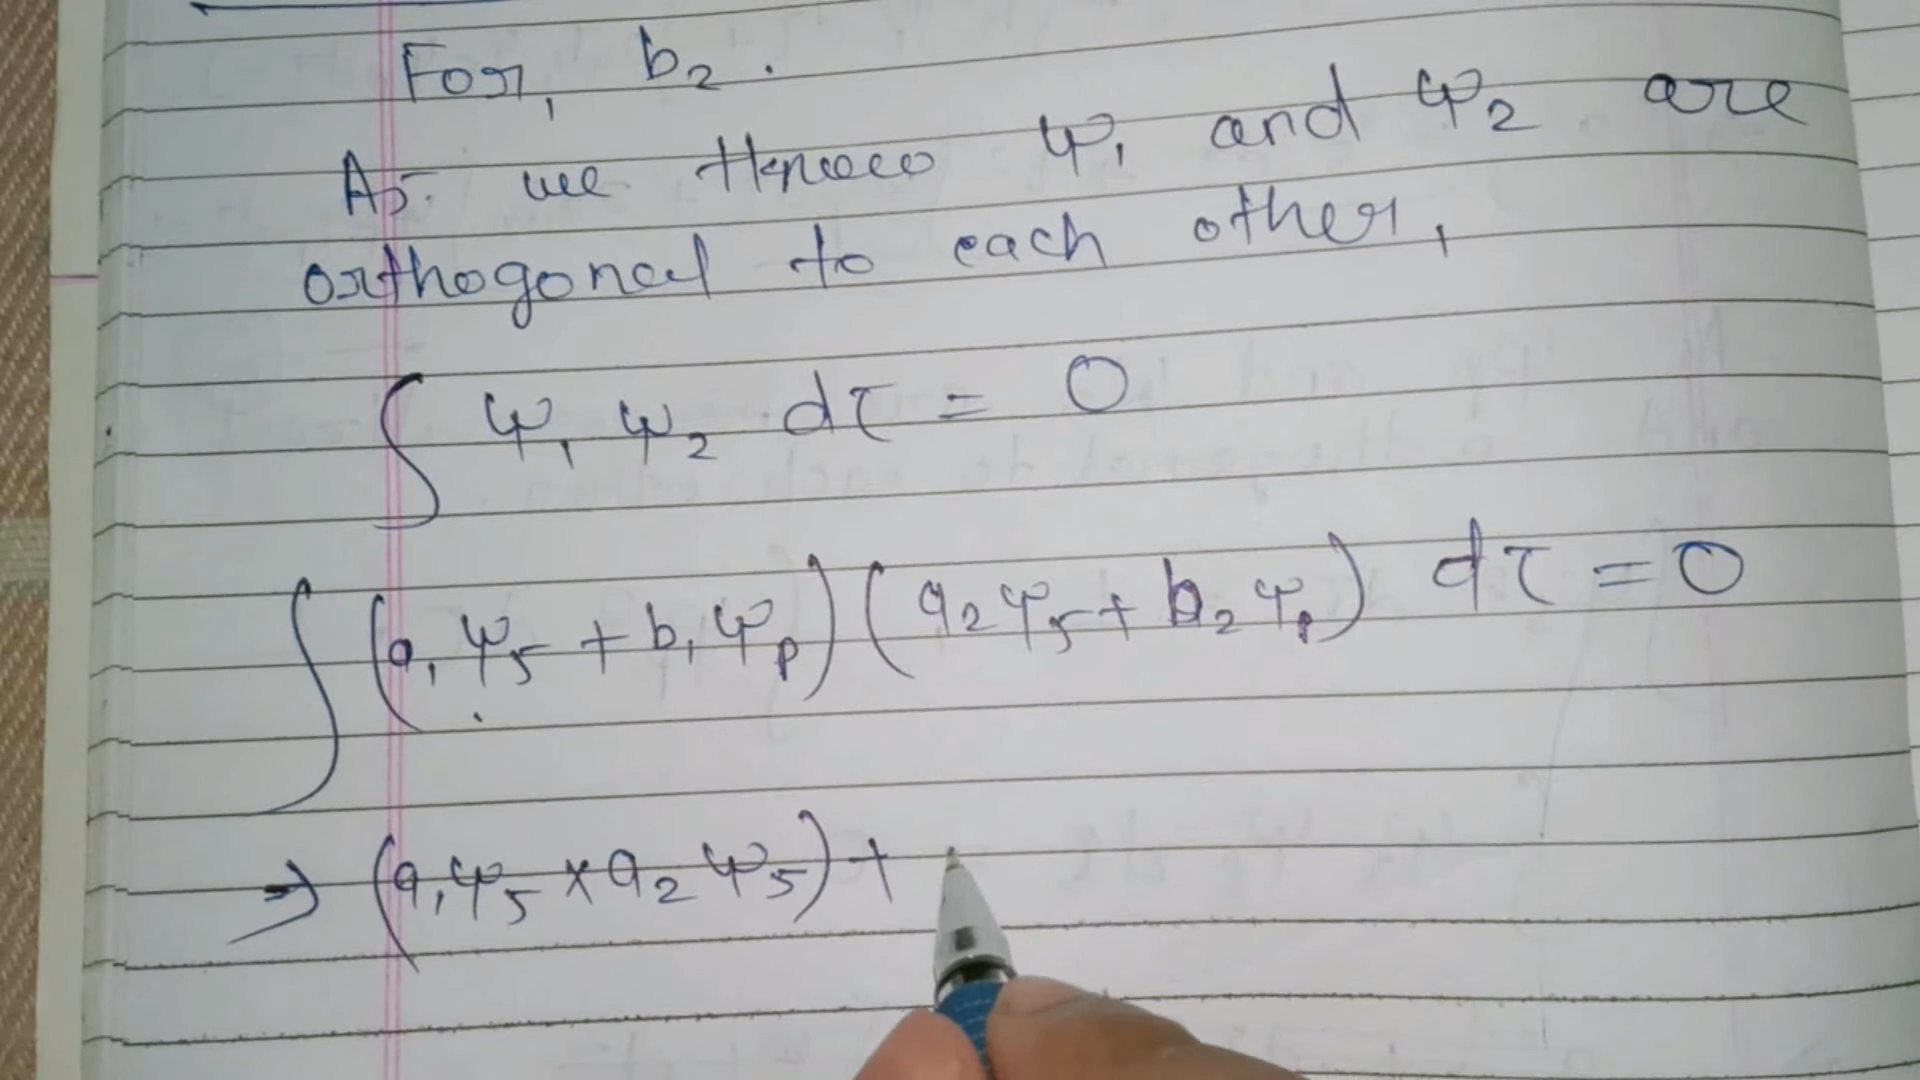 For, b₂.
As we know ψ₁ and ψ₂ are
orthogonal to each other,
∫ ψ₁ ψ₂ dτ = 0
∫ (a₁ψₛ + b₁ψₚ) (a₂ψₛ + b₂ψₚ) dτ = 0
⇒ (a₁ψₛ × a₂ψₛ) +